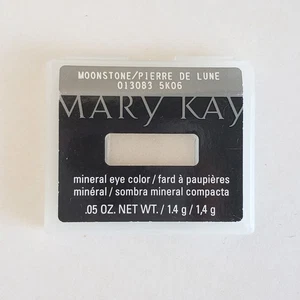 MOONSTONE/PIERRE DE LUNE
013083 5K06
MARY KAY
mineral eye color / fard à paupières
minéral / sombra mineral compacta
.05 OZ. NET WT. / 1.4 g / 1,4 g